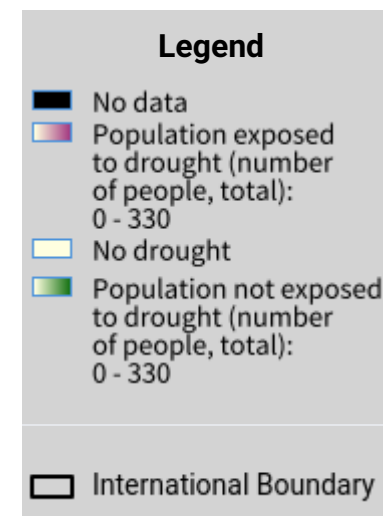 Legend
No data
Population exposed
to drought (number
of people, total):
0 - 330
No drought
Population not exposed
to drought (number
of people, total):
0 - 330
International Boundary